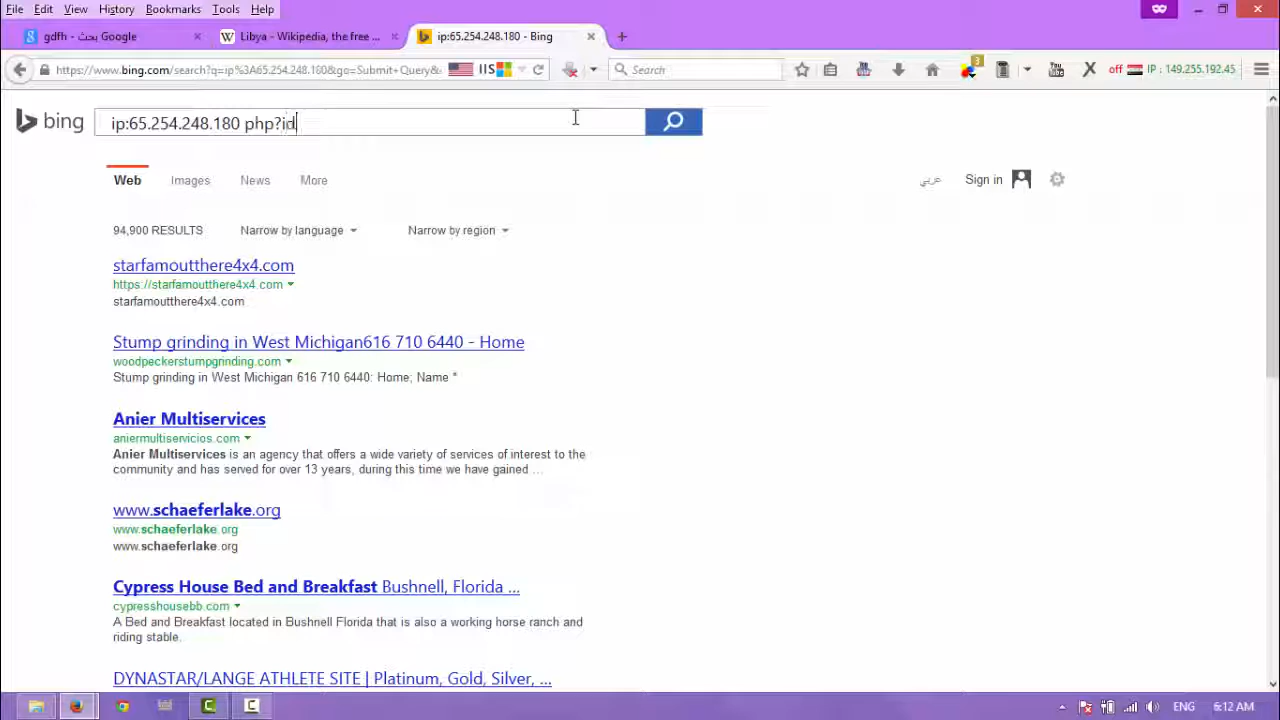 File Edit View History Bookmarks Tools Help
gdfh - بحث Google
Libya - Wikipedia, the free ...
ip:65.254.248.180 - Bing
https://www.bing.com/search?q=ip%3A65.254.248.180&go=Submit+Query&
IIS
Search
3
off
IP : 149.255.192.45
bing
ip:65.254.248.180 php?id
Web Images News More
عربي
Sign in
94,900 RESULTS Narrow by language Narrow by region
starfamoutthere4x4.com
https://starfamoutthere4x4.com
starfamoutthere4x4.com
Stump grinding in West Michigan616 710 6440 - Home
woodpeckerstumpgrinding.com
Stump grinding in West Michigan 616 710 6440: Home; Name *
Anier Multiservices
aniermultiservicios.com
Anier Multiservices is an agency that offers a wide variety of services of interest to the
community and has served for over 13 years, during this time we have gained ...
www.schaeferlake.org
www.schaeferlake.org
www.schaeferlake.org
Cypress House Bed and Breakfast Bushnell, Florida ...
cypresshousebb.com
A Bed and Breakfast located in Bushnell Florida that is also a working horse ranch and
riding stable.
DYNASTAR/LANGE ATHLETE SITE | Platinum, Gold, Silver, ...
ENG 6:12 AM